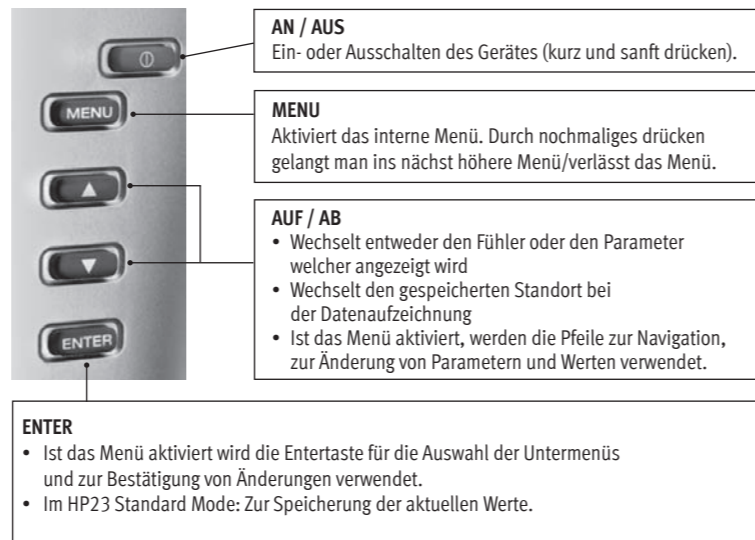 AN / AUS
Ein- oder Ausschalten des Gerätes (kurz und sanft drücken).
MENU
MENU
Aktiviert das interne Menü. Durch nochmaliges drücken
gelangt man ins nächst höhere Menü/verlässt das Menü.
AUF / AB
• Wechselt entweder den Fühler oder den Parameter
welcher angezeigt wird
• Wechselt den gespeicherten Standort bei
der Datenaufzeichnung
• Ist das Menü aktiviert, werden die Pfeile zur Navigation,
zur Änderung von Parametern und Werten verwendet.
ENTER
ENTER
• Ist das Menü aktiviert wird die Entertaste für die Auswahl der Untermenüs
und zur Bestätigung von Änderungen verwendet.
• Im HP23 Standard Mode: Zur Speicherung der aktuellen Werte.